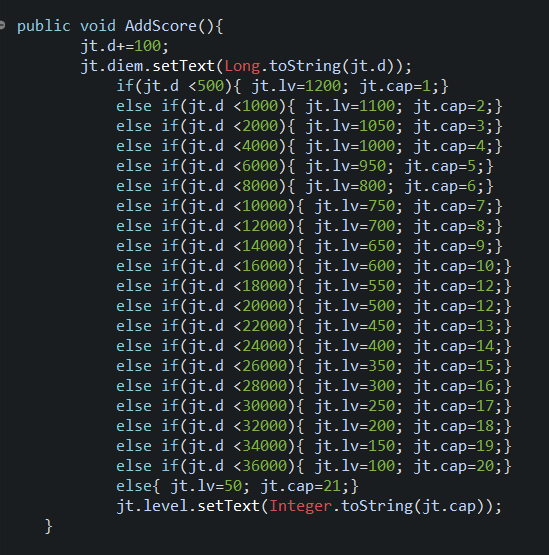 public void AddScore(){
jt.d+=100;
jt.diem.setText(Long.toString(jt.d));
if(jt.d <500){ jt.lv=1200; jt.cap=1;}
else if(jt.d <1000){ jt.lv=1100; jt.cap=2;}
else if(jt.d <2000){ jt.lv=1050; jt.cap=3;}
else if(jt.d <4000){ jt.lv=1000; jt.cap=4;}
else if(jt.d <6000){ jt.lv=950; jt.cap=5;}
else if(jt.d <8000){ jt.lv=800; jt.cap=6;}
else if(jt.d <10000){ jt.lv=750; jt.cap=7;}
else if(jt.d <12000){ jt.lv=700; jt.cap=8;}
else if(jt.d <14000){ jt.lv=650; jt.cap=9;}
else if(jt.d <16000){ jt.lv=600; jt.cap=10;}
else if(jt.d <18000){ jt.lv=550; jt.cap=12;}
else if(jt.d <20000){ jt.lv=500; jt.cap=12;}
else if(jt.d <22000){ jt.lv=450; jt.cap=13;}
else if(jt.d <24000){ jt.lv=400; jt.cap=14;}
else if(jt.d <26000){ jt.lv=350; jt.cap=15;}
else if(jt.d <28000){ jt.lv=300; jt.cap=16;}
else if(jt.d <30000){ jt.lv=250; jt.cap=17;}
else if(jt.d <32000){ jt.lv=200; jt.cap=18;}
else if(jt.d <34000){ jt.lv=150; jt.cap=19;}
else if(jt.d <36000){ jt.lv=100; jt.cap=20;}
else{ jt.lv=50; jt.cap=21;}
jt.level.setText(Integer.toString(jt.cap));
}